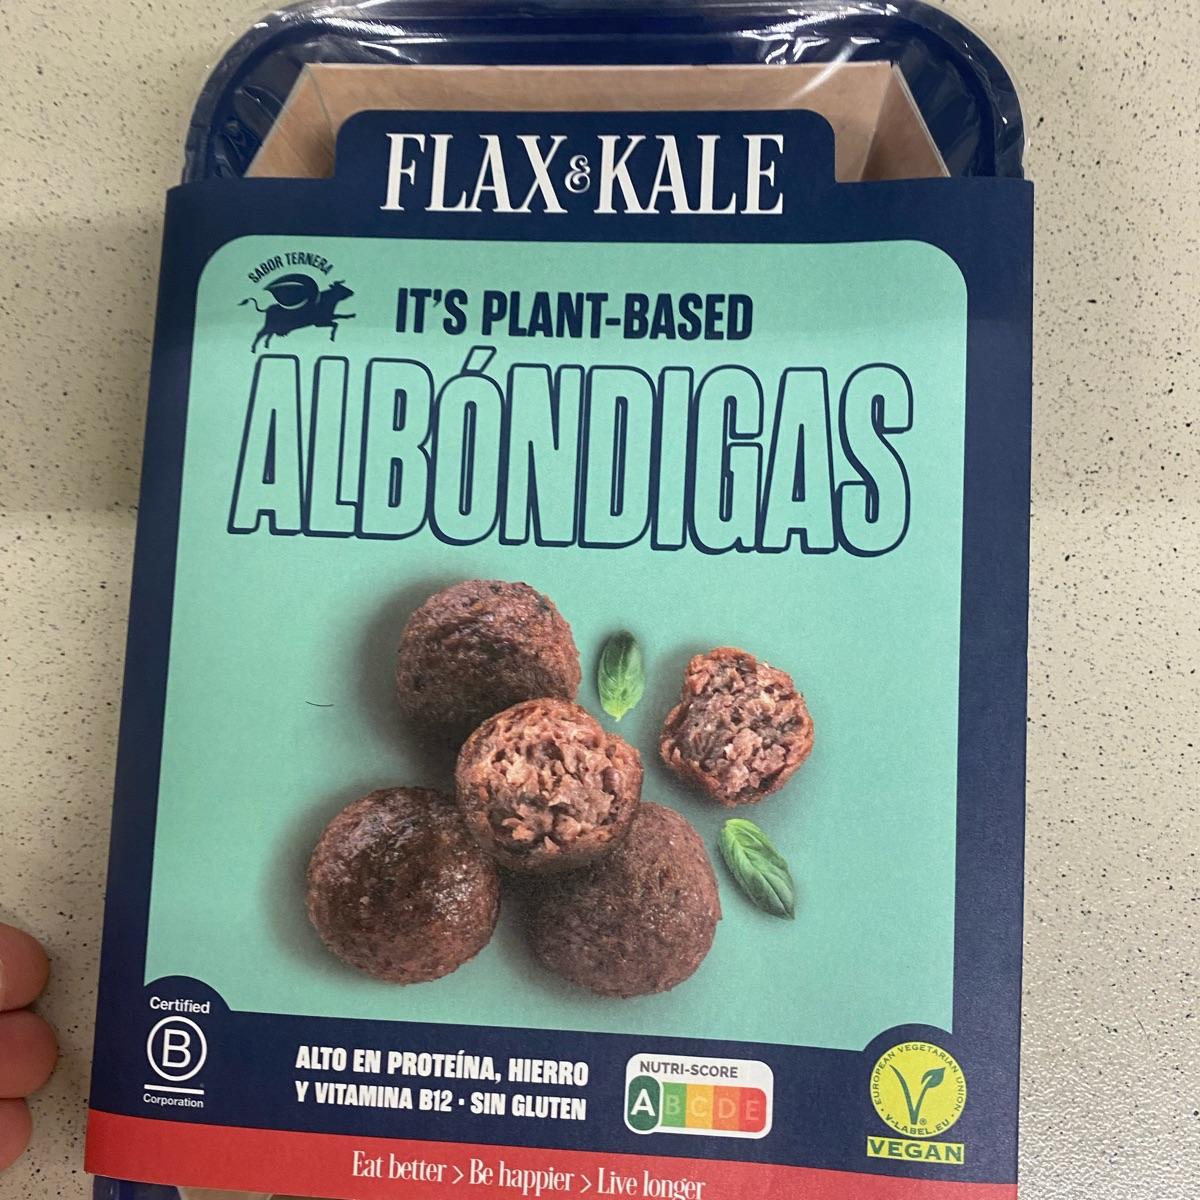 FLAX&KALE
SABOR TERNERA
IT'S PLANT-BASED
ALBÓNDIGAS
Certified
B
Corporation
ALTO EN PROTEÍNA, HIERRO
Y VITAMINA B12 · SIN GLUTEN
NUTRI-SCORE
A B C D E
EUROPEAN VEGETARIAN UNION
V-LABEL.EU
VEGAN
Eat better > Be happier > Live longer